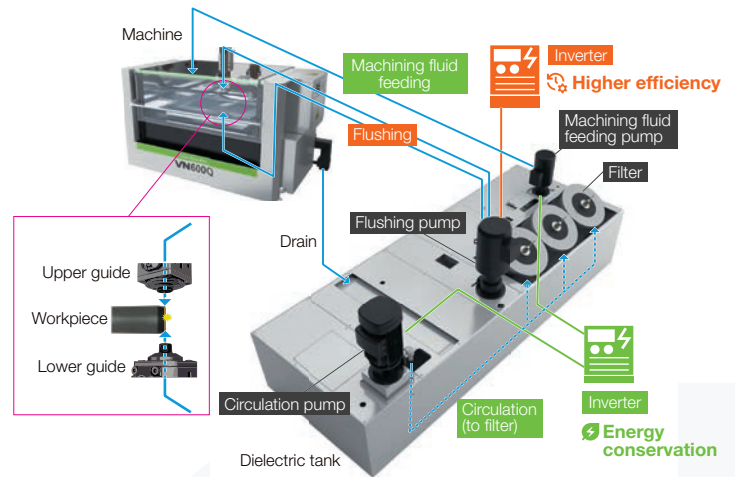 Machine
Machining fluid
feeding
Inverter
Higher efficiency
Flushing
Machining fluid
feeding pump
Filter
VN600Q
Flushing pump
Drain
Upper guide
Workpiece
Lower guide
Circulation pump
Circulation
(to filter)
Inverter
Energy
conservation
Dielectric tank